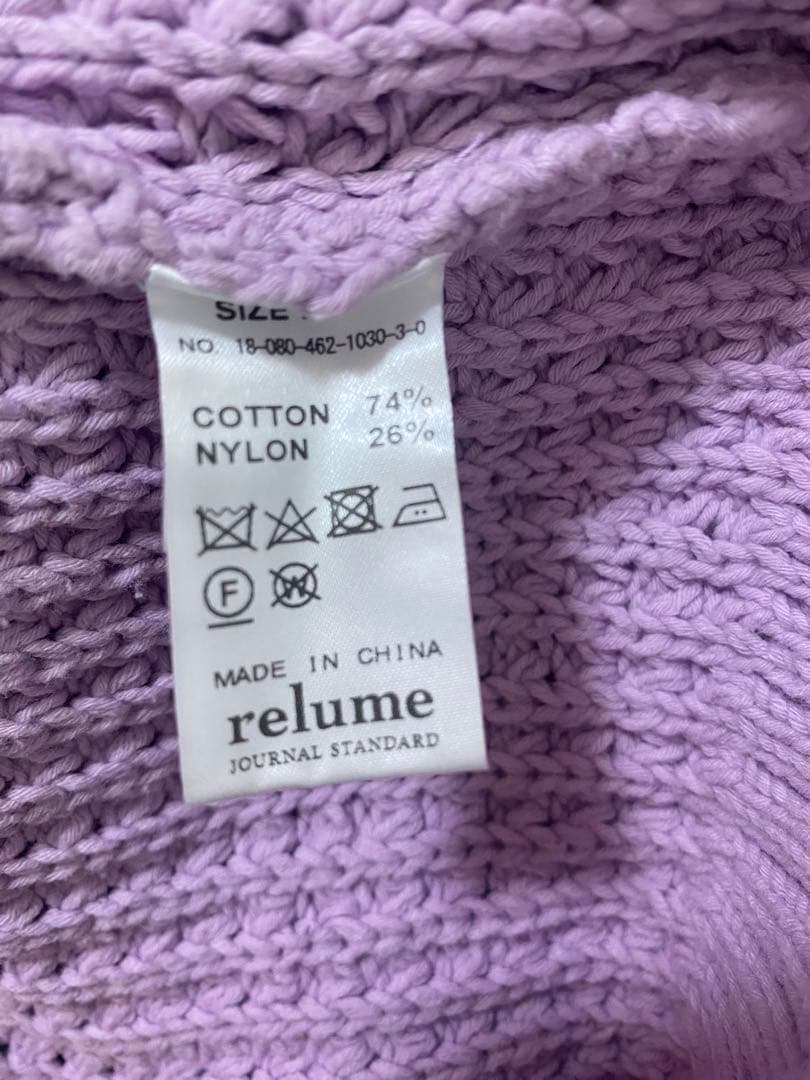 SIZE
NO. 18-080-462-1030-3-0
COTTON 74%
NYLON 26%
F W
MADE IN CHINA
relume
JOURNAL STANDARD